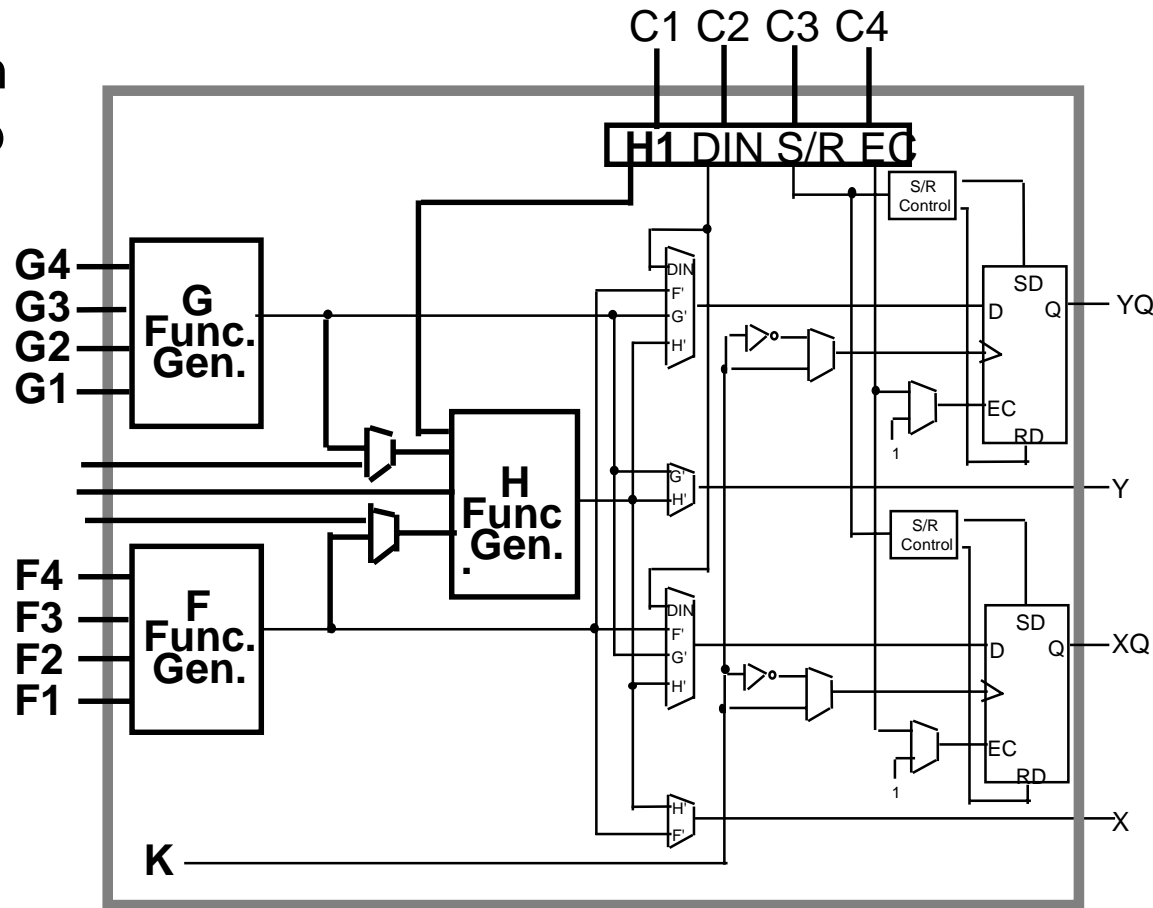 C1 C2 C3 C4
H1 DIN S/R EC
S/R
Control
G4
G3
G2
G1
G
Func.
Gen.
DIN
F'
G'
H'
SD
D
Q
EC
RD
YQ
1
H
Func
Gen.
.
G'
H'
Y
S/R
Control
F4
F3
F2
F1
F
Func.
Gen.
DIN
F'
G'
H'
SD
D
Q
EC
RD
XQ
1
H'
F'
X
K